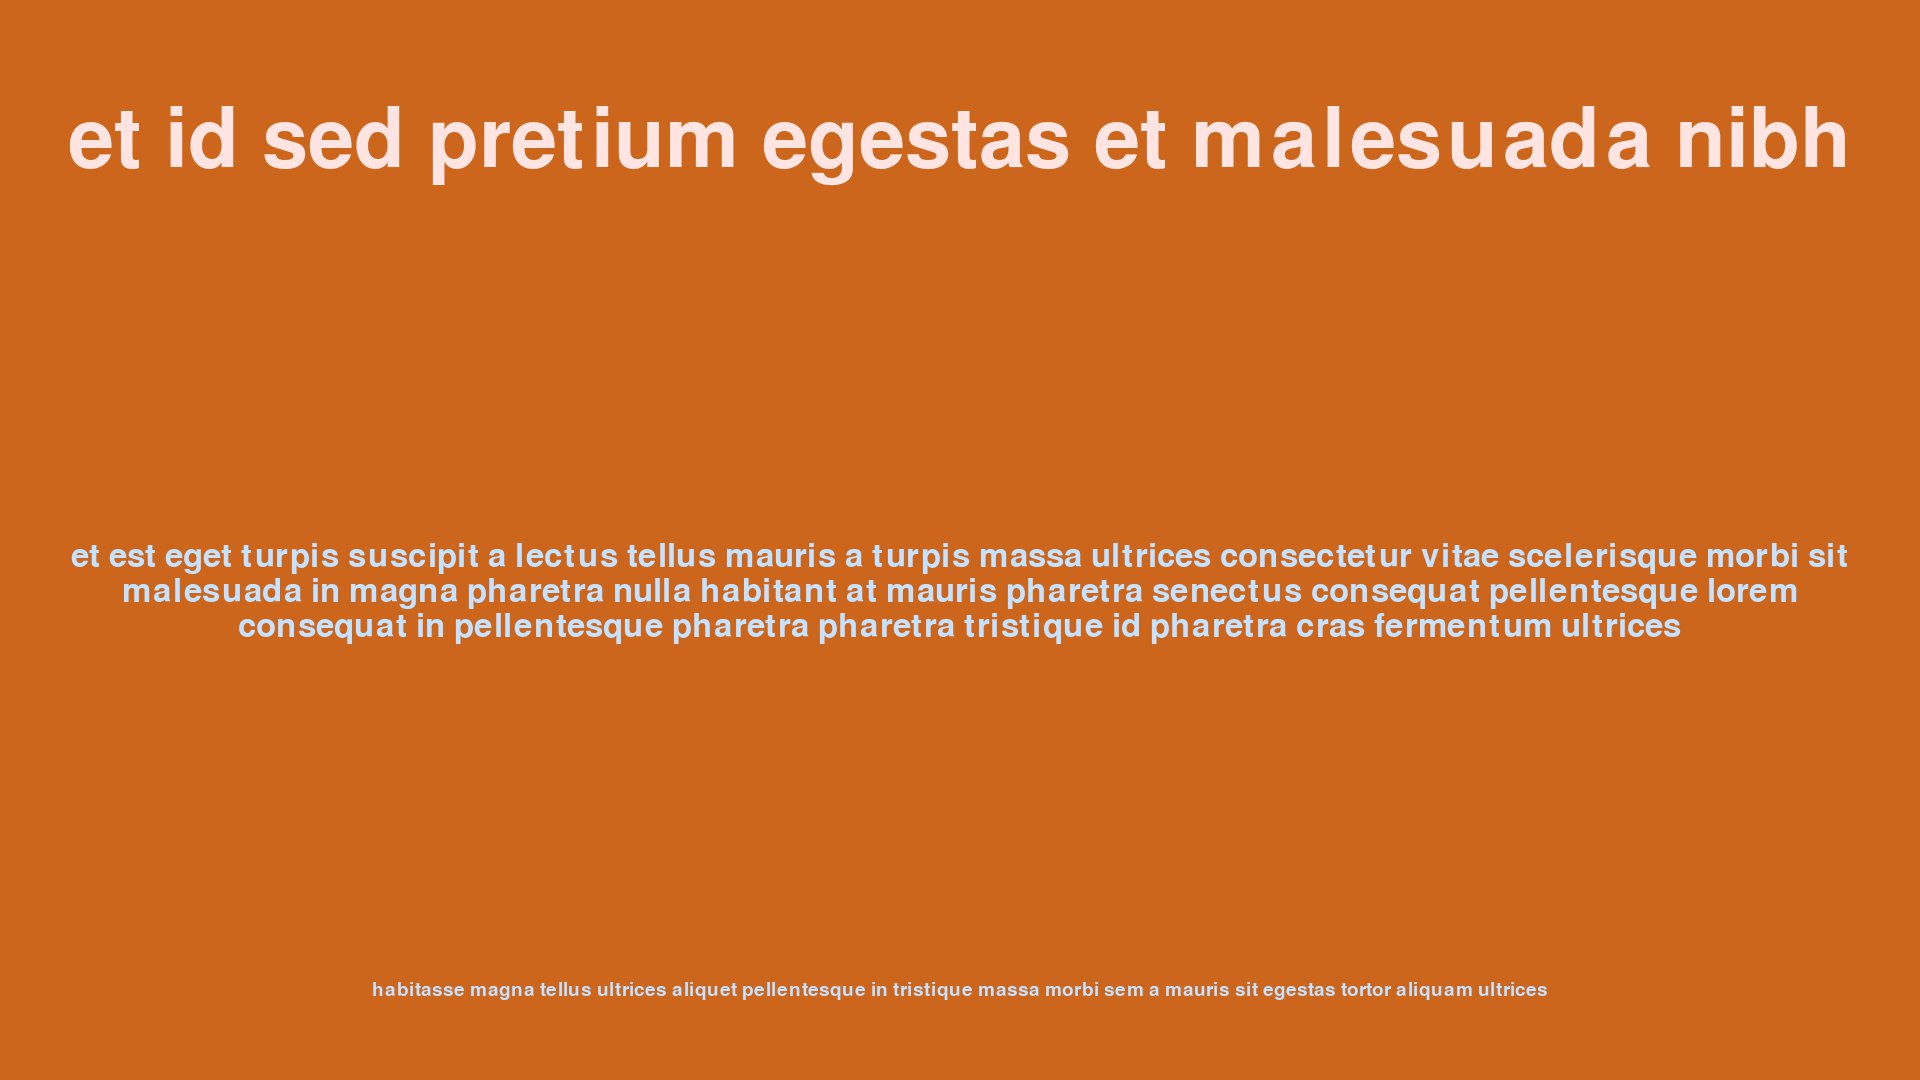 et id sed pretium egestas et malesuada nibh
et est eget turpis suscipit a lectus tellus mauris a turpis massa ultrices consectetur vitae scelerisque morbi sit
malesuada in magna pharetra nulla habitant at mauris pharetra senectus consequat pellentesque lorem
consequat in pellentesque pharetra pharetra tristique id pharetra cras fermentum ultrices
habitasse magna tellus ultrices aliquet pellentesque in tristique massa morbi sem a mauris sit egestas tortor aliquam ultrices